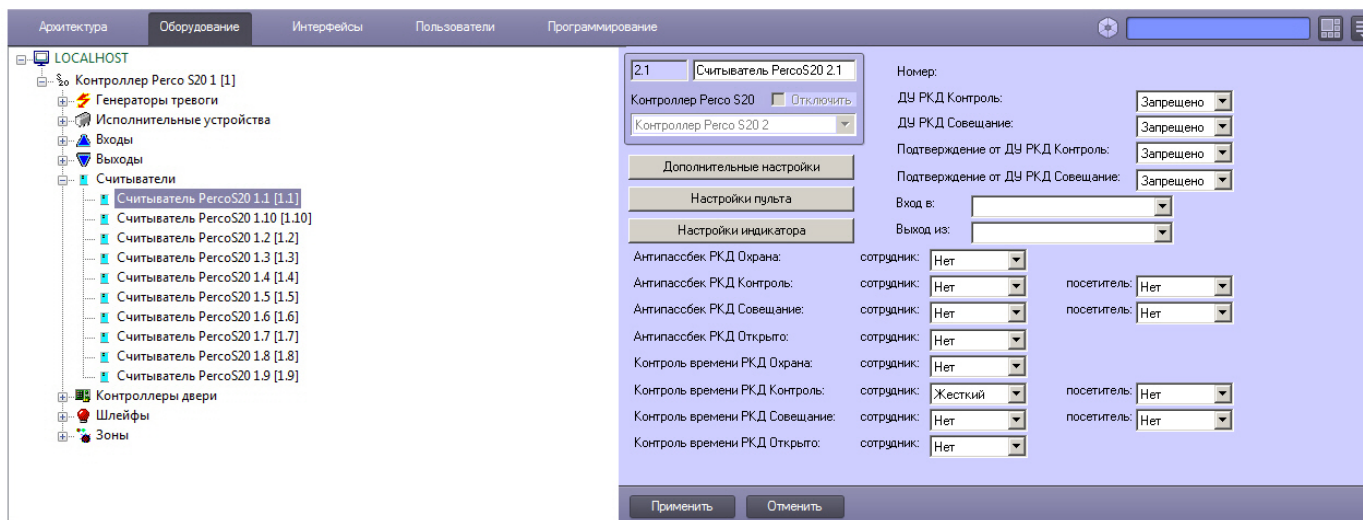 Архитектура Оборудование Интерфейсы Пользователи Программирование
LOCALHOST
Контроллер Perco S20 1 [1]
Генераторы тревоги
Исполнительные устройства
Входы
Выходы
Считыватели
Считыватель PercoS20 1.1 [1.1]
Считыватель PercoS20 1.10 [1.10]
Считыватель PercoS20 1.2 [1.2]
Считыватель PercoS20 1.3 [1.3]
Считыватель PercoS20 1.4 [1.4]
Считыватель PercoS20 1.5 [1.5]
Считыватель PercoS20 1.6 [1.6]
Считыватель PercoS20 1.7 [1.7]
Считыватель PercoS20 1.8 [1.8]
Считыватель PercoS20 1.9 [1.9]
Контроллеры двери
Шлейфы
Зоны
2.1 Считыватель PercoS20 2.1
Контроллер Perco S20 Отключить
Контроллер Perco S20 2
Дополнительные настройки
Настройки пульта
Настройки индикатора
Номер:
ДУ РКД Контроль: Запрещено
ДУ РКД Совещание: Запрещено
Подтверждение от ДУ РКД Контроль: Запрещено
Подтверждение от ДУ РКД Совещание: Запрещено
Вход в:
Выход из:
Антипассбек РКД Охрана: сотрудник: Нет
Антипассбек РКД Контроль: сотрудник: Нет посетитель: Нет
Антипассбек РКД Совещание: сотрудник: Нет посетитель: Нет
Антипассбек РКД Открыто: сотрудник: Нет
Контроль времени РКД Охрана: сотрудник: Нет
Контроль времени РКД Контроль: сотрудник: Жесткий посетитель: Нет
Контроль времени РКД Совещание: сотрудник: Нет посетитель: Нет
Контроль времени РКД Открыто: сотрудник: Нет
Применить Отменить